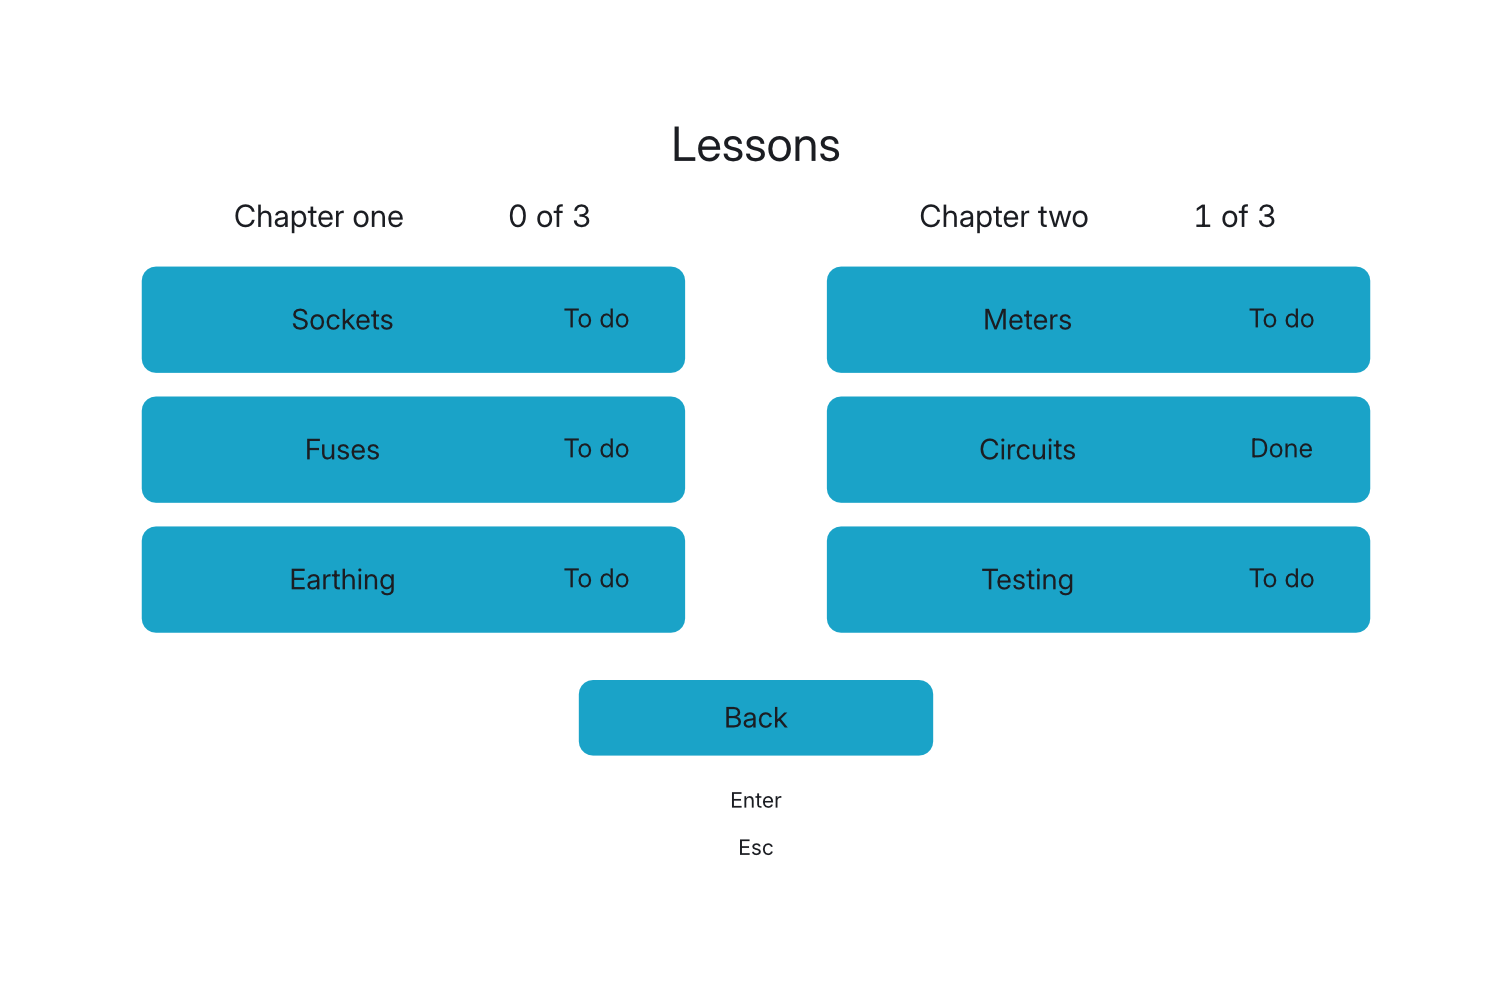 Lessons
Chapter one 0 of 3
Sockets To do
Fuses To do
Earthing To do
Chapter two 1 of 3
Meters To do
Circuits Done
Testing To do
Back
Enter
Esc